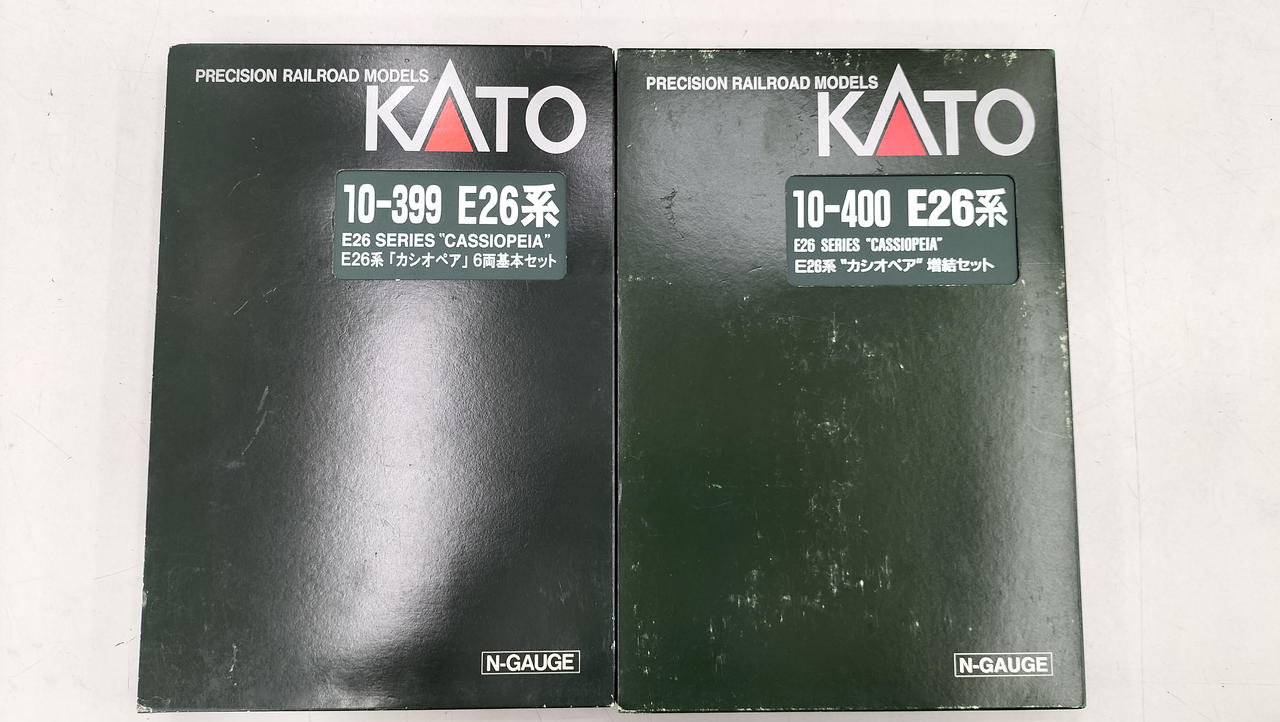 PRECISION RAILROAD MODELS
KATO
10-399 E26系
E26 SERIES "CASSIOPEIA"
E26系「カシオペア」6両基本セット
N-GAUGE
PRECISION RAILROAD MODELS
KATO
10-400 E26系
E26 SERIES "CASSIOPEIA"
E26系 "カシオペア" 増結セット
N-GAUGE